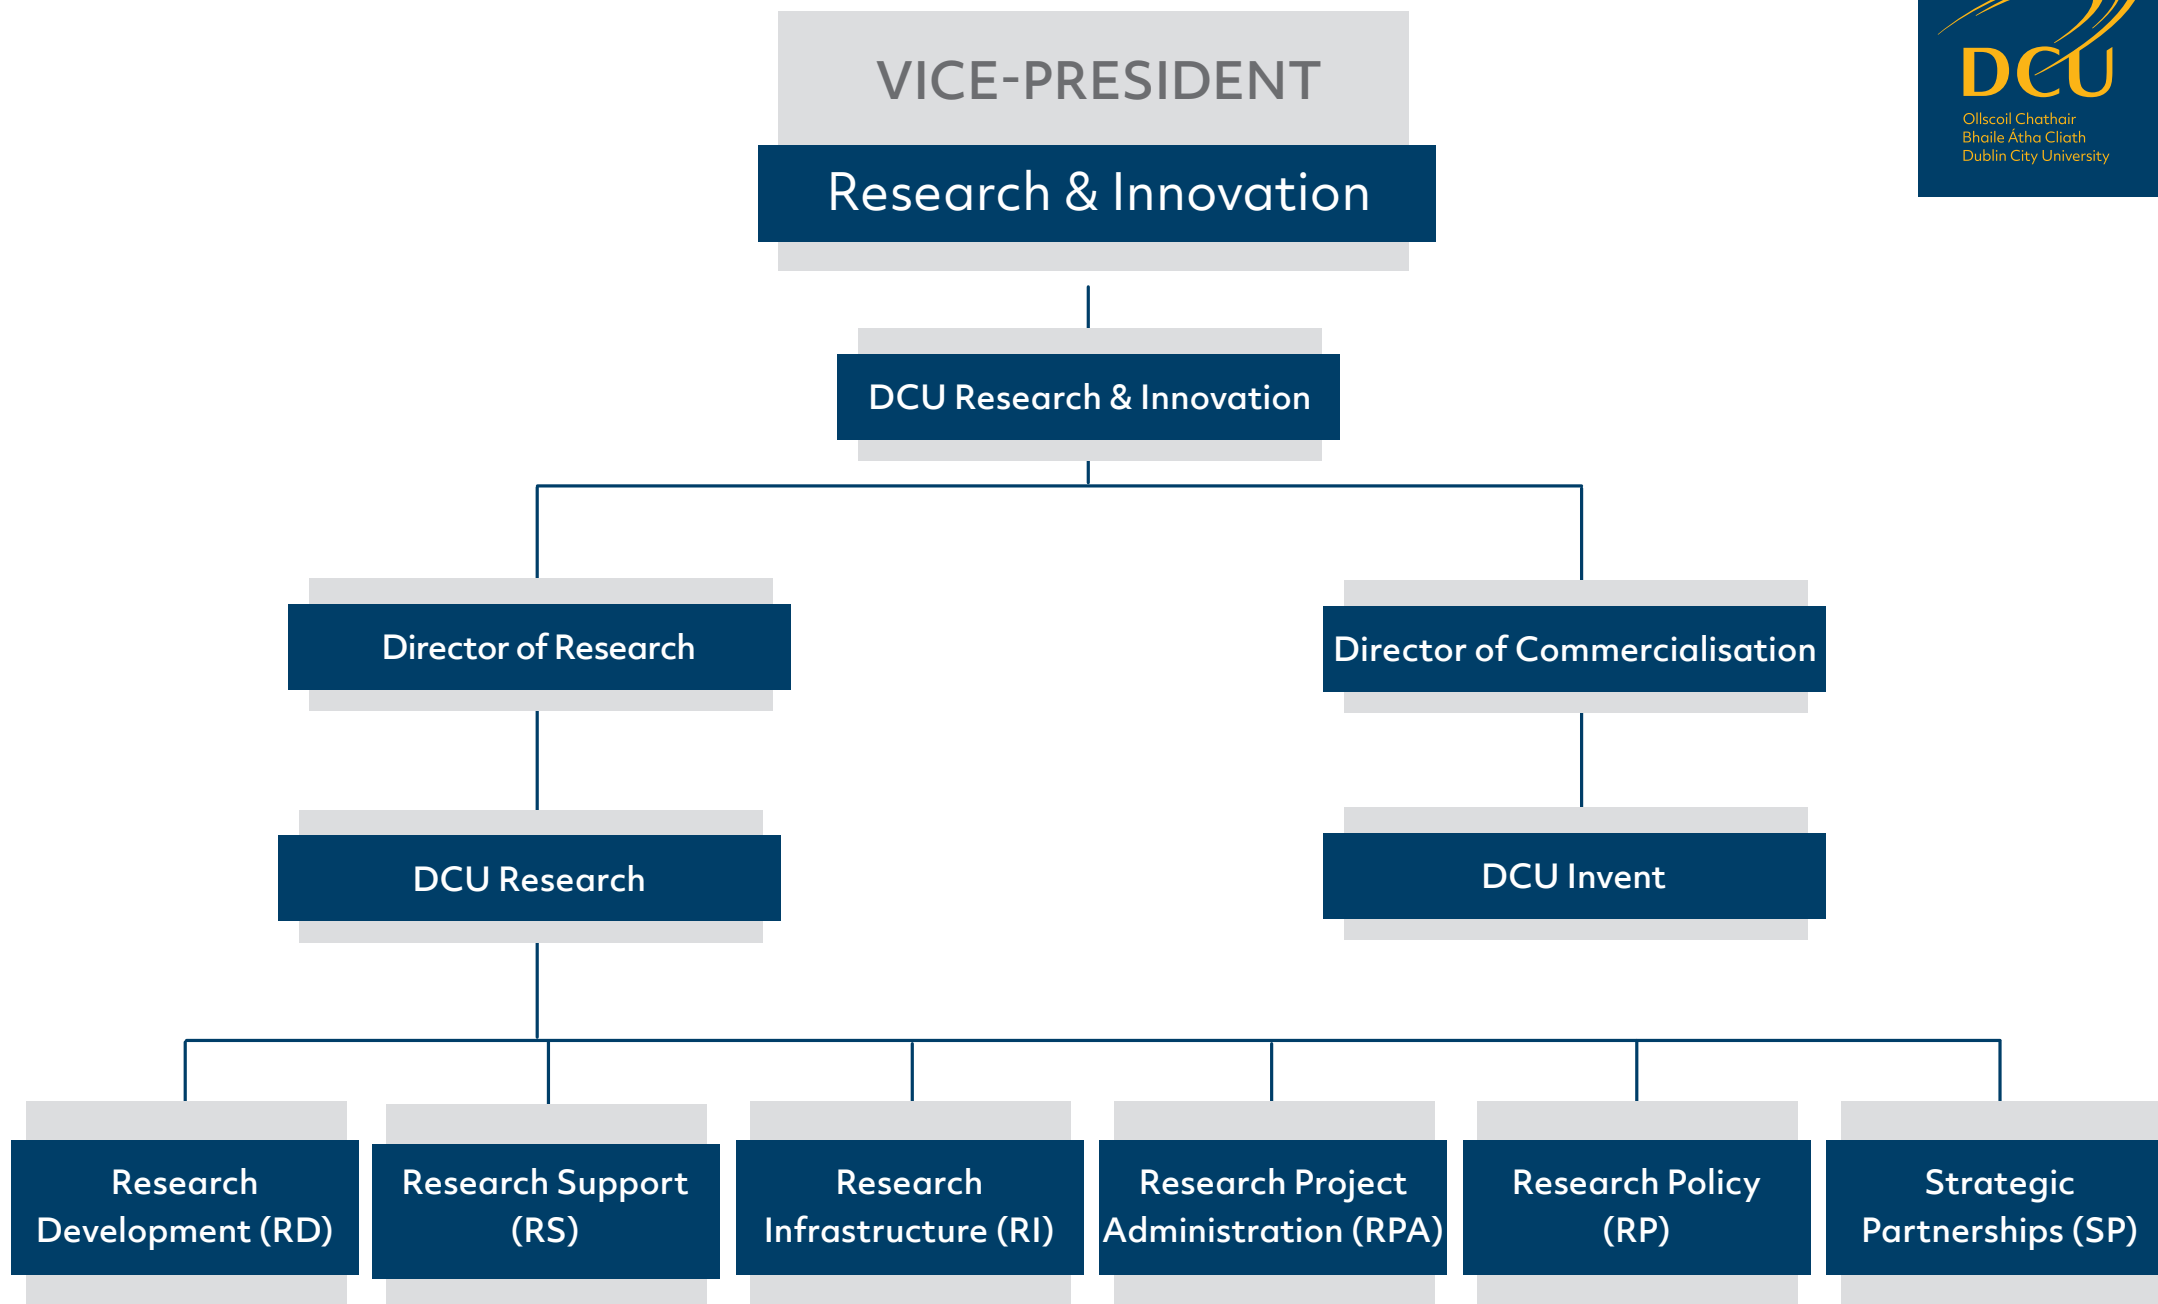 VICE-PRESIDENT
Research & Innovation
DCU
Ollscoil Chathair
Bhaile Átha Cliath
Dublin City University
DCU Research & Innovation
Director of Research
Director of Commercialisation
DCU Research
DCU Invent
Research
Development (RD)
Research Support
(RS)
Research
Infrastructure (RI)
Research Project
Administration (RPA)
Research Policy
(RP)
Strategic
Partnerships (SP)